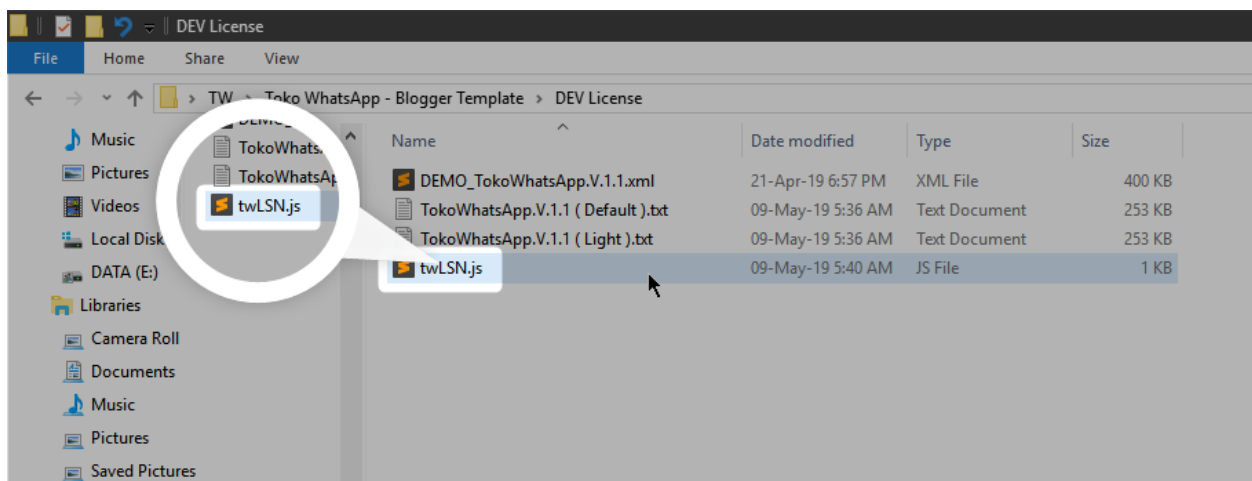 DEV License
File Home Share View
TW > Toko WhatsApp - Blogger Template > DEV License
Music
Pictures
Videos
Local Disk
DATA (E:)
Libraries
Camera Roll
Documents
Music
Pictures
Saved Pictures
TokoWhats
TokoWhatsAp
twLSN.js
Name Date modified Type Size
DEMO_TokoWhatsApp.V.1.1.xml 21-Apr-19 6:57 PM XML File 400 KB
TokoWhatsApp.V.1.1 ( Default ).txt 09-May-19 5:36 AM Text Document 253 KB
TokoWhatsApp.V.1.1 ( Light ).txt 09-May-19 5:36 AM Text Document 253 KB
twLSN.js 09-May-19 5:40 AM JS File 1 KB